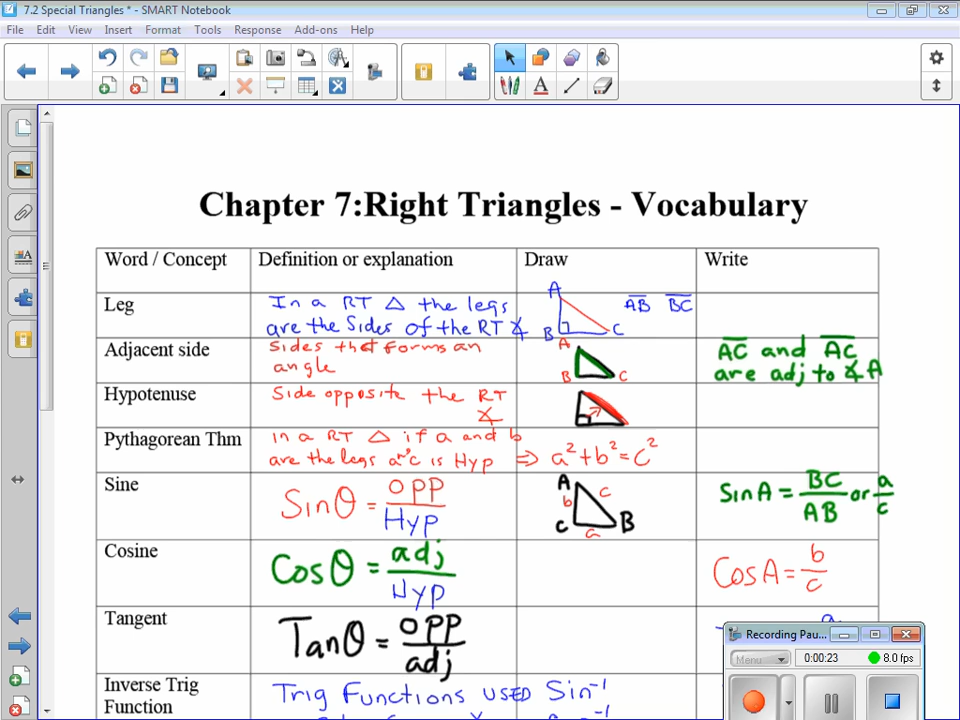 7.2 Special Triangles * - SMART Notebook
File Edit View Insert Format Tools Response Add-ons Help
Chapter 7:Right Triangles - Vocabulary
Word / Concept Definition or explanation Draw Write
Leg
In a RT △ the legs
are the Sides of the RT ∡
A B C
AB BC
Adjacent side
Sides that forms an
angle
A B C
AC and AC
are adj to ∡A
Hypotenuse
Side opposite the RT
∡
Pythagorean Thm
in a RT △ if a and b
are the legs and c is Hyp ⇒ a² + b² = c²
Sine
Sinθ = opp/Hyp
A b c C a B
SinA = BC/AB or a/c
Cosine
Cosθ = adj/Hyp
CosA = b/c
Tangent
Tanθ = opp/adj
a
Inverse Trig
Function
Trig Functions USED Sin⁻¹
Recording Pau...
Menu 0:00:23 8.0 fps